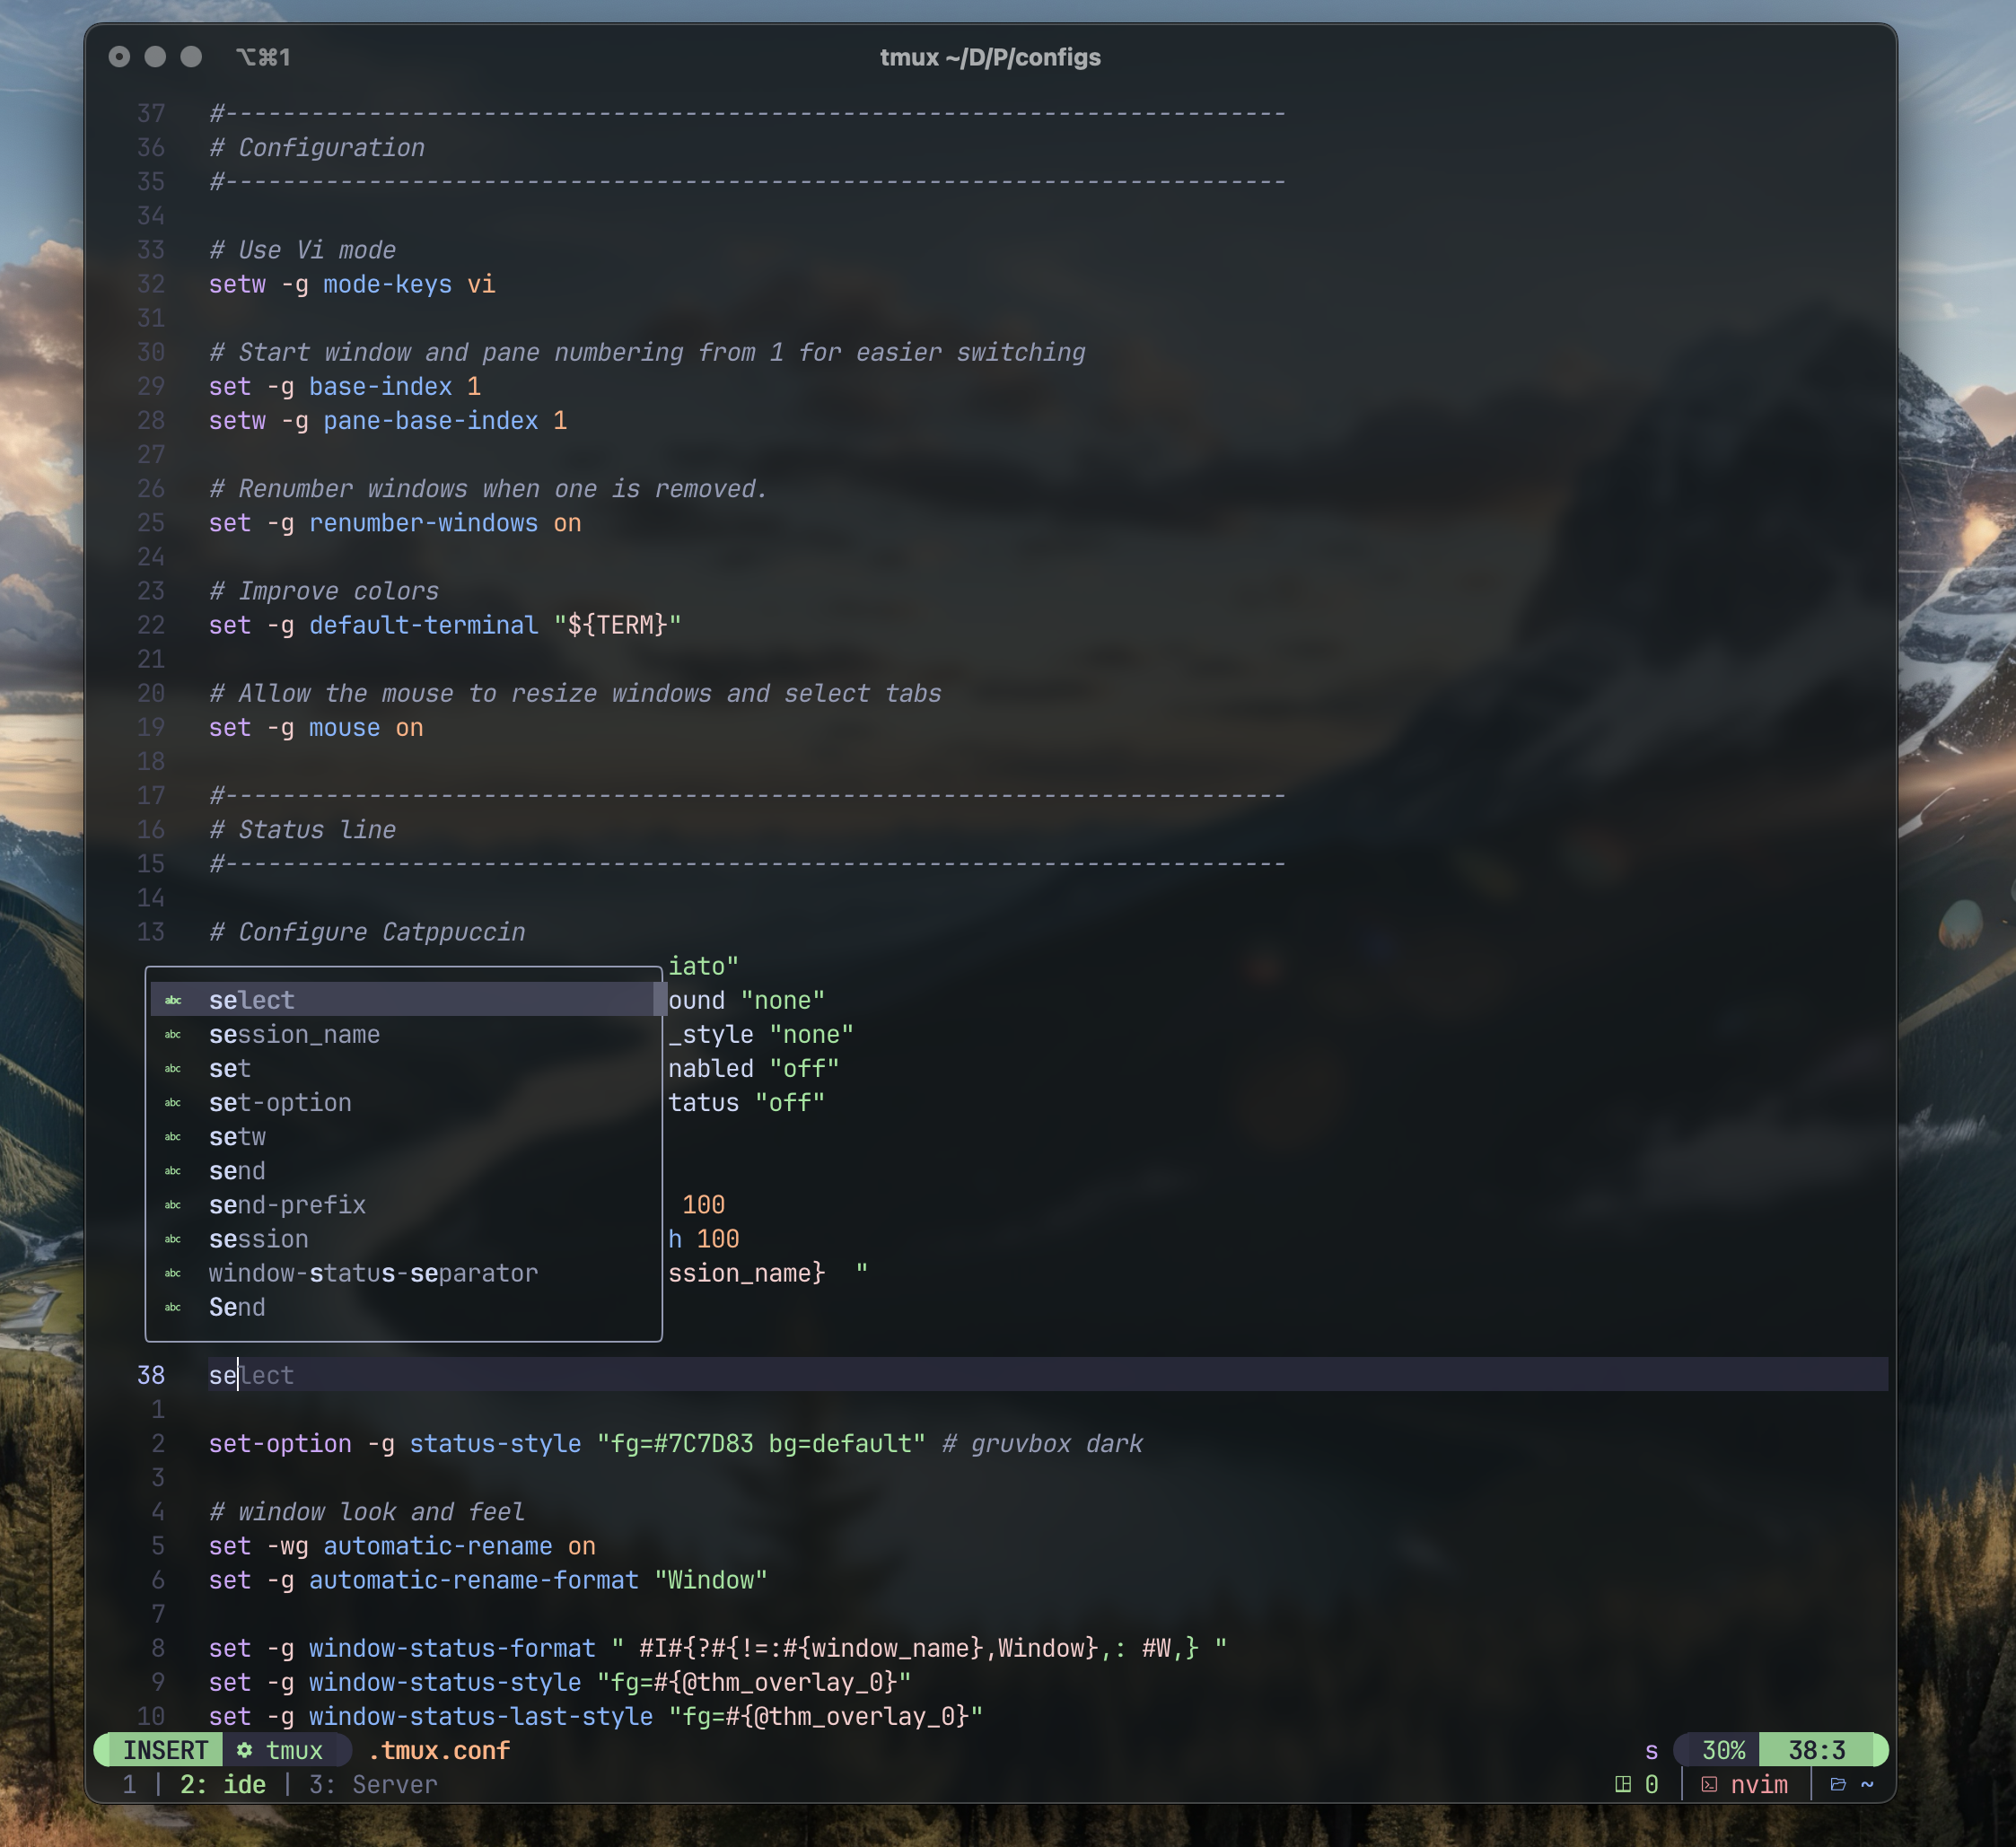 ⌥⌘1 tmux ~/D/P/configs
37 #--------------------------------------------------------------------------
36 # Configuration
35 #--------------------------------------------------------------------------
34
33 # Use Vi mode
32 setw -g mode-keys vi
31
30 # Start window and pane numbering from 1 for easier switching
29 set -g base-index 1
28 setw -g pane-base-index 1
27
26 # Renumber windows when one is removed.
25 set -g renumber-windows on
24
23 # Improve colors
22 set -g default-terminal "${TERM}"
21
20 # Allow the mouse to resize windows and select tabs
19 set -g mouse on
18
17 #--------------------------------------------------------------------------
16 # Status line
15 #--------------------------------------------------------------------------
14
13 # Configure Catppuccin
iato"
abc select ound "none"
abc session_name _style "none"
abc set nabled "off"
abc set-option tatus "off"
abc setw
abc send
abc send-prefix 100
abc session h 100
abc window-status-separator ssion_name}  "
abc Send
38 select
1
2 set-option -g status-style "fg=#7C7D83 bg=default" # gruvbox dark
3
4 # window look and feel
5 set -wg automatic-rename on
6 set -g automatic-rename-format "Window"
7
8 set -g window-status-format " #I#{?#{!=:#{window_name},Window},: #W,} "
9 set -g window-status-style "fg=#{@thm_overlay_0}"
10 set -g window-status-last-style "fg=#{@thm_overlay_0}"
INSERT tmux .tmux.conf s 30% 38:3
1 | 2: ide | 3: Server 0 | nvim | ~